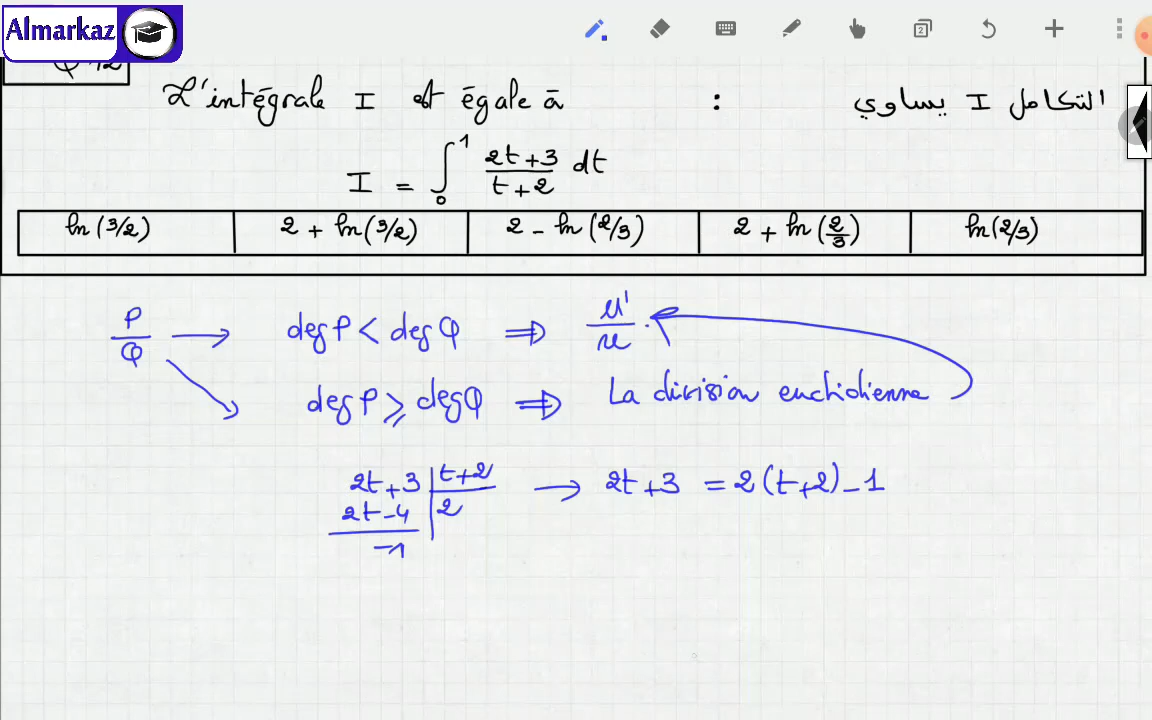 Almarkaz
L'intégrale I est égale à : التكامل I يساوي
I = ∫₀¹ (2t+3)/(t+2) dt
ln(3/2) | 2 + ln(3/2) | 2 - ln(2/3) | 2 + ln(2/3) | ln(2/3)
P/Q → deg P < deg Q ⇒ u'/u .
deg P ≥ deg Q ⇒ La division euclidienne
2t+3 | t+2 → 2t+3 = 2(t+2)-1
2t-4 | 2
-1